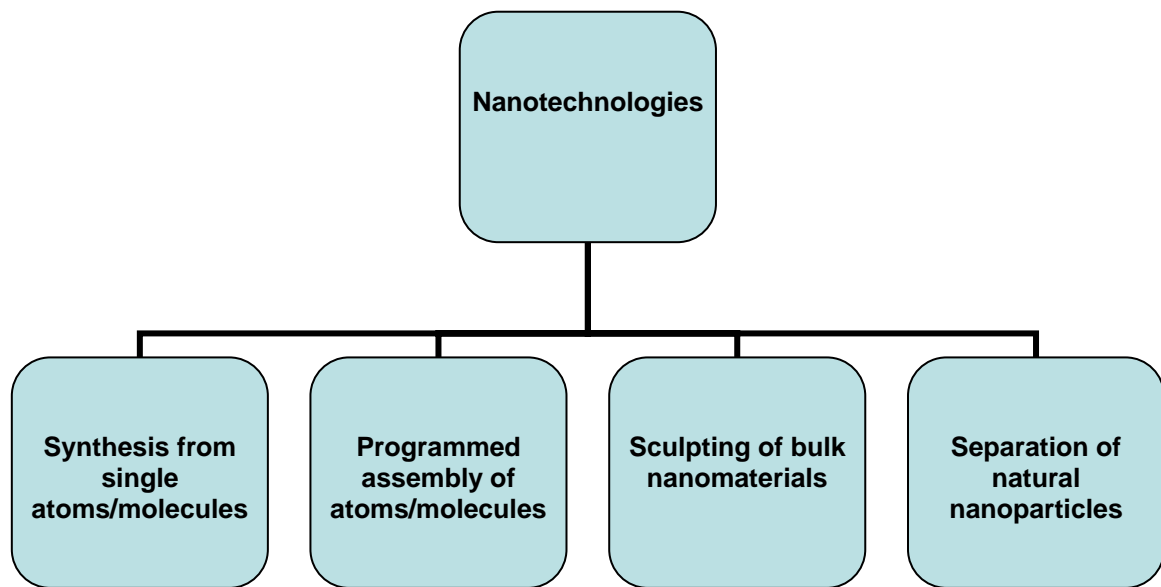 Nanotechnologies
Synthesis from
single
atoms/molecules
Programmed
assembly of
atoms/molecules
Sculpting of bulk
nanomaterials
Separation of
natural
nanoparticles